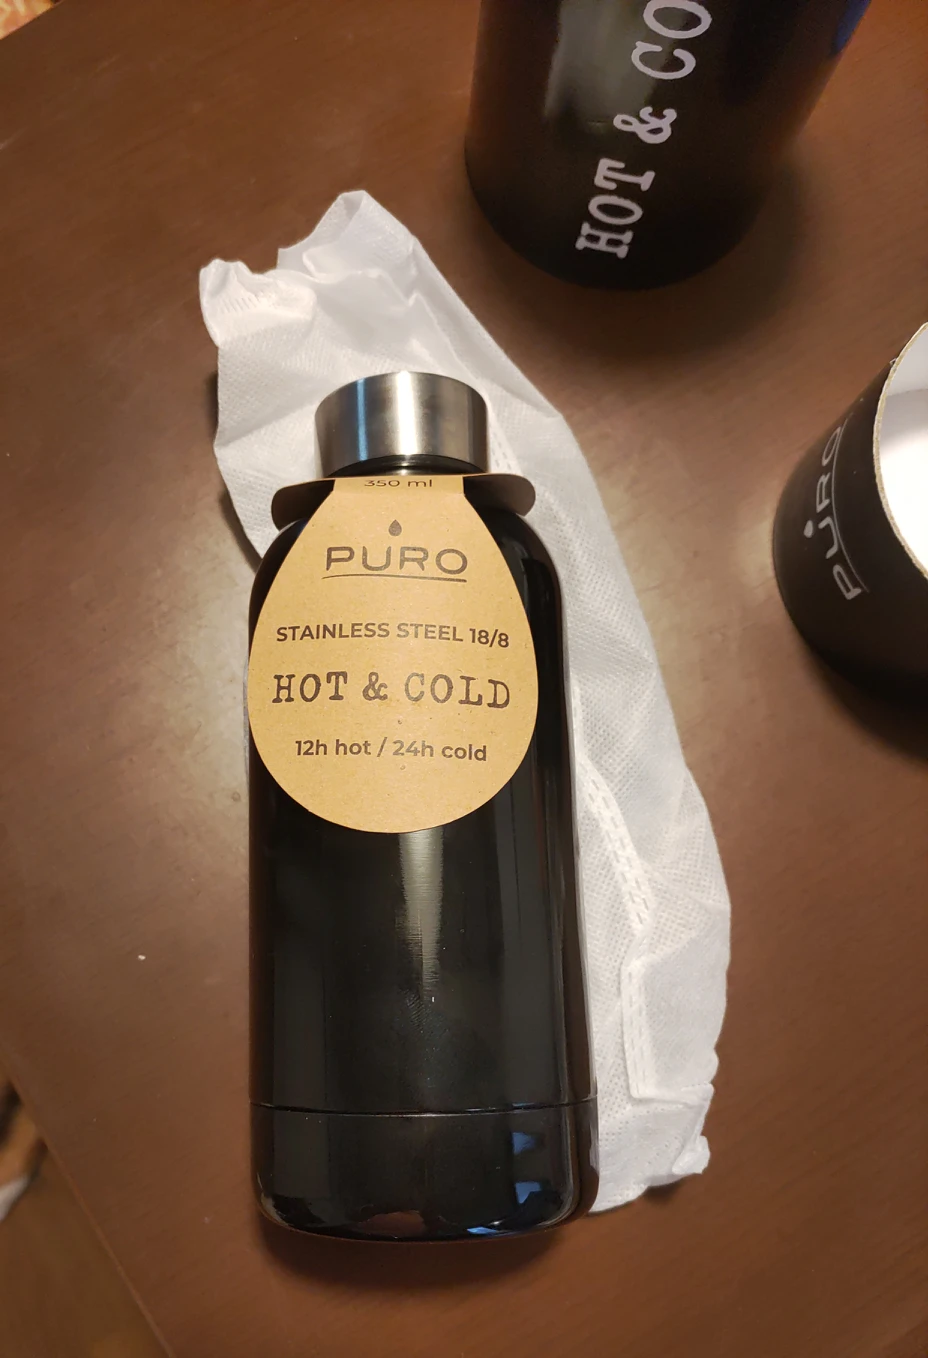 HOT & CO
350 ml
PURO
STAINLESS STEEL 18/8
HOT & COLD
12h hot / 24h cold
PURO